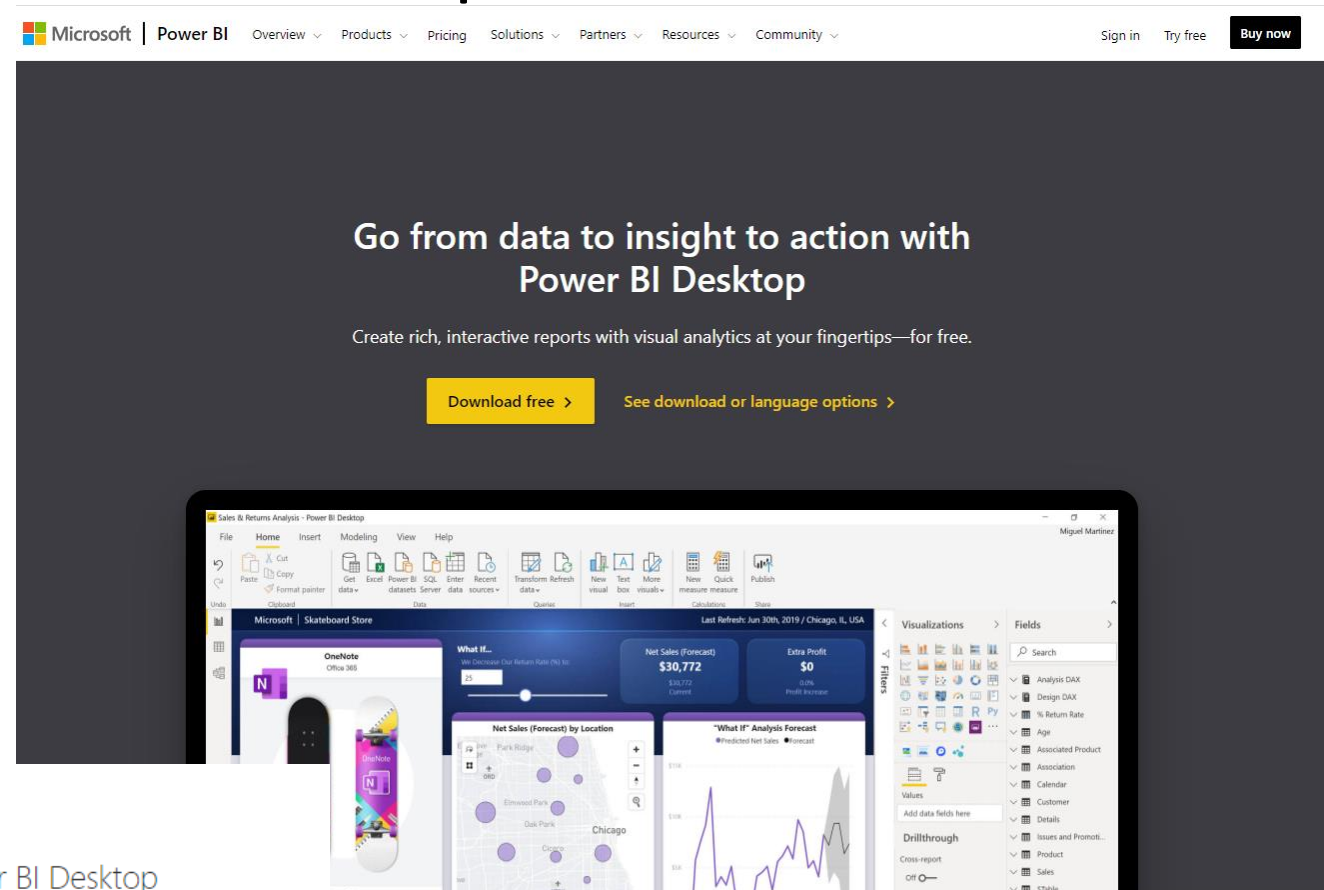 Microsoft | Power BI Overview Products Pricing Solutions Partners Resources Community Sign in Try free Buy now
Go from data to insight to action with
Power BI Desktop
Create rich, interactive reports with visual analytics at your fingertips—for free.
Download free
See download or language options
Sales & Returns Analysis - Power BI Desktop
Miguel Martinez
File Home Insert Modeling View Help
Paste
Cut
Copy
Format painter
Get data
Excel
Power BI datasets
SQL Server
Enter data
Recent sources
Transform data
Refresh
New visual
Text box
More visuals
New measure
Quick measure
Publish
Undo Clipboard Data Queries Insert Calculations Share
Microsoft | Skateboard Store
Last Refresh: Jun 30th, 2019 / Chicago, IL, USA
OneNote
Office 365
N
OneNote
N
What If...
We Decrease Our Return Rate (%) to:
25
Net Sales (Forecast)
$30,772
$30,772
Current
Extra Profit
$0
0.0%
Profit Increase
Net Sales (Forecast) by Location
Park Ridge
ORD
Elmwood Park
Oak Park
Chicago
Cicero
"What If" Analysis Forecast
Predicted Net Sales Forecast
$15K
$10K
$5K
Filters
Visualizations
R Py
Values
Add data fields here
Drillthrough
Cross-report
Off
Fields
Search
Analysis DAX
Design DAX
% Return Rate
Age
Associated Product
Association
Calendar
Customer
Details
Issues and Promoti...
Product
Sales
BI Desktop